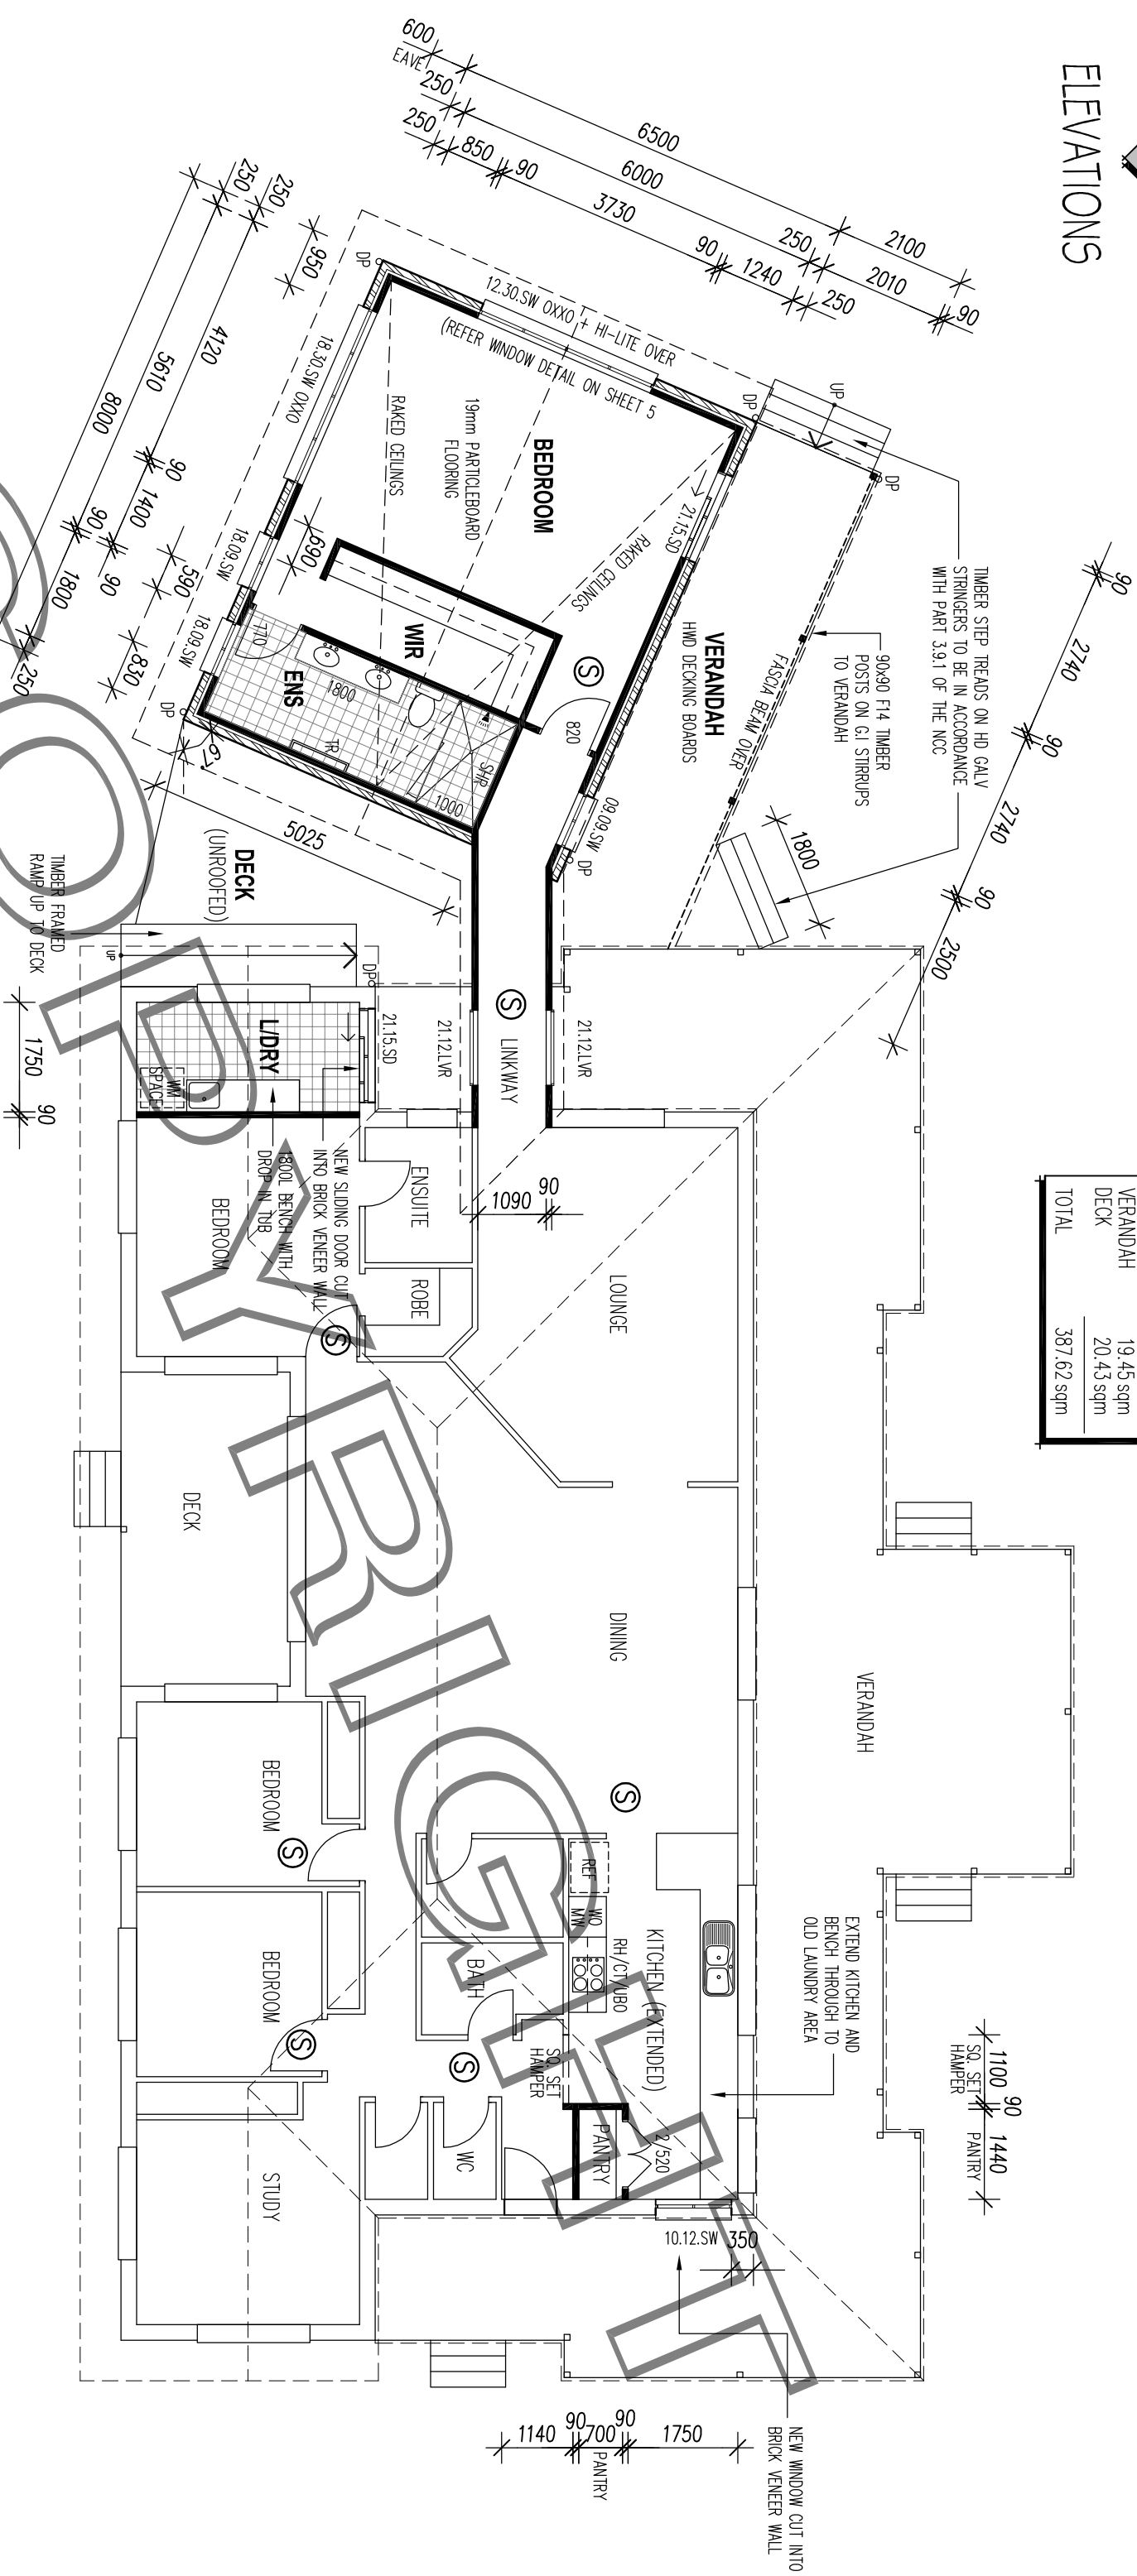 ELEVATIONS
VERANDAH 19.45 sqm
DECK 20.43 sqm
TOTAL 387.62 sqm
600
EAVE
6500
2100
250
6000
250
2010
90
250
850
90
3730
90
1240
250
250
4120
90
1400
90
590
830
250
5610
90
1800
250
8000
950
90
2740
90
2740
90
2500
TIMBER STEP TREADS ON HD GALV
STRINGERS TO BE IN ACCORDANCE
WITH PART 3.9.1 OF THE NCC
90x90 F14 TIMBER
POSTS ON G.I STIRRUPS
TO VERANDAH
FASCIA BEAM OVER
1800
UP
DP
DP
DP
DP
DP
DP
VERANDAH
HWD DECKING BOARDS
12.30.SW OXXO + HI-LITE OVER
(REFER WINDOW DETAIL ON SHEET 5
BEDROOM
19mm PARTICLEBOARD
FLOORING
RAKED CEILINGS
RAKED CEILINGS
21.15.SD
18.30.SW OXXO
18.09.SW
18.09.SW
09.09.SW
690
WIR
ENS
770
1800
TR
SHR
1000
820
S
67
5025
DECK
(UNROOFED)
TIMBER FRAMED
RAMP UP TO DECK
UP
S
LINKWAY
21.12.LVR
21.12.LVR
21.15.SD
L/DRY
WM
SPACE
1750
90
NEW SLIDING DOOR CUT
INTO BRICK VENEER WALL
1800L BENCH WITH
DROP IN TUB
1090
90
ENSUITE
ROBE
BEDROOM
S
LOUNGE
DINING
DECK
VERANDAH
S
BEDROOM
S
BEDROOM
S
STUDY
REF
WO
MW
RH/CT/UBO
KITCHEN (EXTENDED)
EXTEND KITCHEN AND
BENCH THROUGH TO
OLD LAUNDRY AREA
BATH
SQ. SET
HAMPER
S
WC
PANTRY
2/520
1100
SQ. SET
HAMPER
90
1440
PANTRY
10.12.SW
350
NEW WINDOW CUT INTO
BRICK VENEER WALL
1140
90
700
PANTRY
90
1750
COPYRIGHT